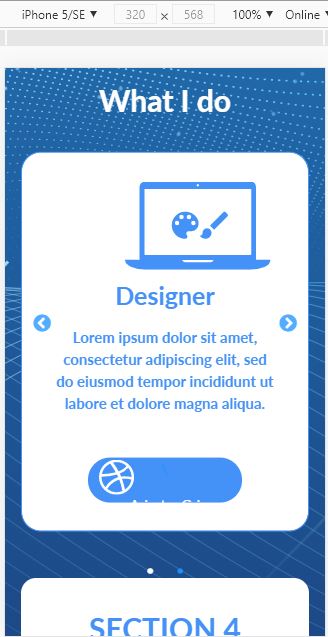 iPhone 5/SE ▼ 320 × 568 100% ▼ Online
What I do
Designer
Lorem ipsum dolor sit amet,
consectetur adipiscing elit, sed
do eiusmod tempor incididunt ut
labore et dolore magna aliqua.
SECTION 4